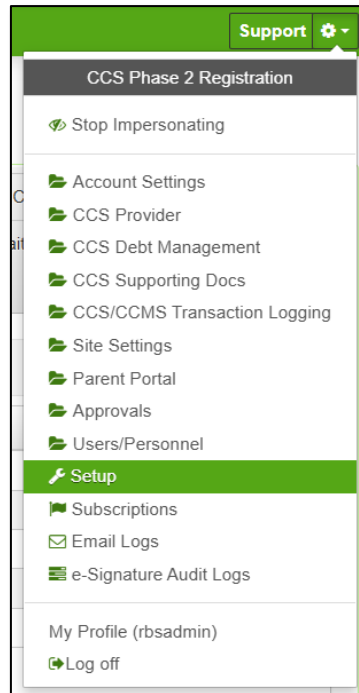 Support
CCS Phase 2 Registration
Stop Impersonating
C
Account Settings
CCS Provider
ait
CCS Debt Management
CCS Supporting Docs
CCS/CCMS Transaction Logging
Site Settings
Parent Portal
Approvals
Users/Personnel
Setup
Subscriptions
Email Logs
e-Signature Audit Logs
My Profile (rbsadmin)
Log off